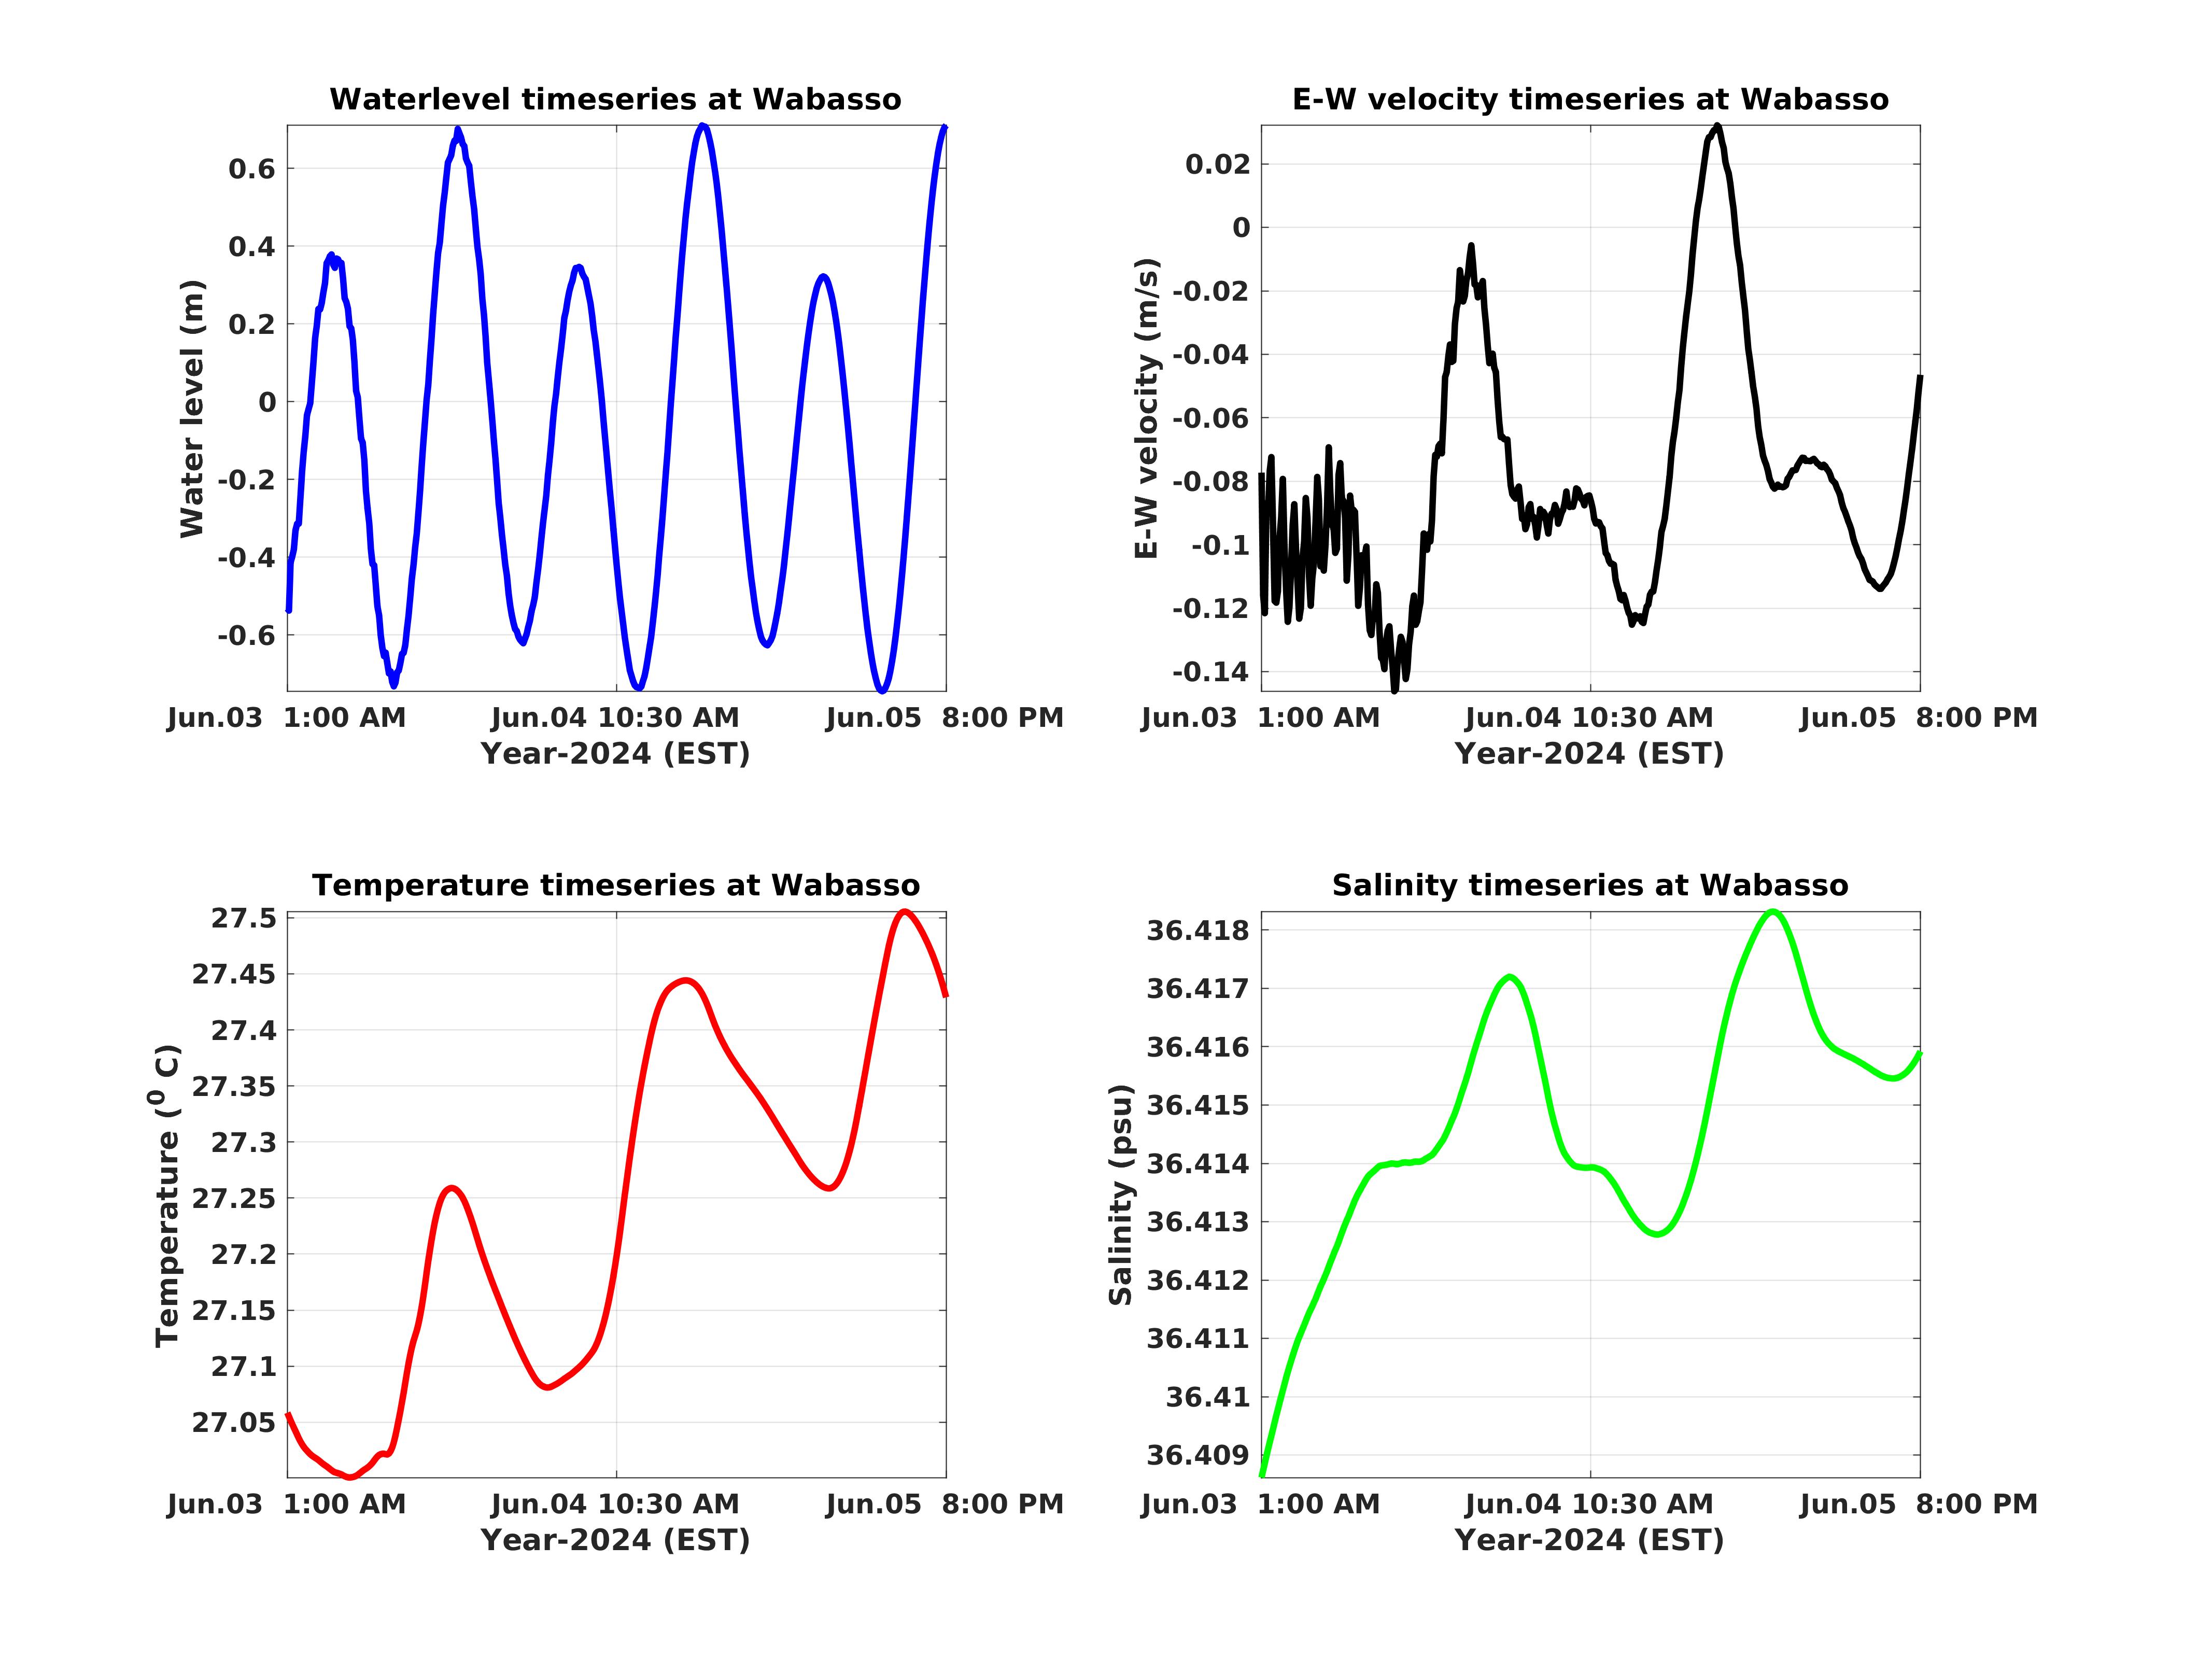 Waterlevel timeseries at Wabasso
Water level (m)
0.6
0.4
0.2
0
-0.2
-0.4
-0.6
Jun.03 1:00 AM
Jun.04 10:30 AM
Jun.05 8:00 PM
Year-2024 (EST)
E-W velocity timeseries at Wabasso
E-W velocity (m/s)
0.02
0
-0.02
-0.04
-0.06
-0.08
-0.1
-0.12
-0.14
Jun.03 1:00 AM
Jun.04 10:30 AM
Jun.05 8:00 PM
Year-2024 (EST)
Temperature timeseries at Wabasso
Temperature (⁰ C)
27.5
27.45
27.4
27.35
27.3
27.25
27.2
27.15
27.1
27.05
Jun.03 1:00 AM
Jun.04 10:30 AM
Jun.05 8:00 PM
Year-2024 (EST)
Salinity timeseries at Wabasso
Salinity (psu)
36.418
36.417
36.416
36.415
36.414
36.413
36.412
36.411
36.41
36.409
Jun.03 1:00 AM
Jun.04 10:30 AM
Jun.05 8:00 PM
Year-2024 (EST)